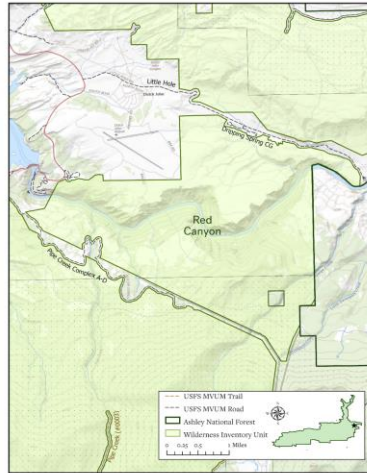 Little Hole
Dutch John
Dripping Spring CG
Red
Canyon
Pipe Creek Complex A-D
USFS MVUM Trail
USFS MVUM Road
Ashley National Forest
Wilderness Inventory Unit
0 0.25 0.5 1 Miles